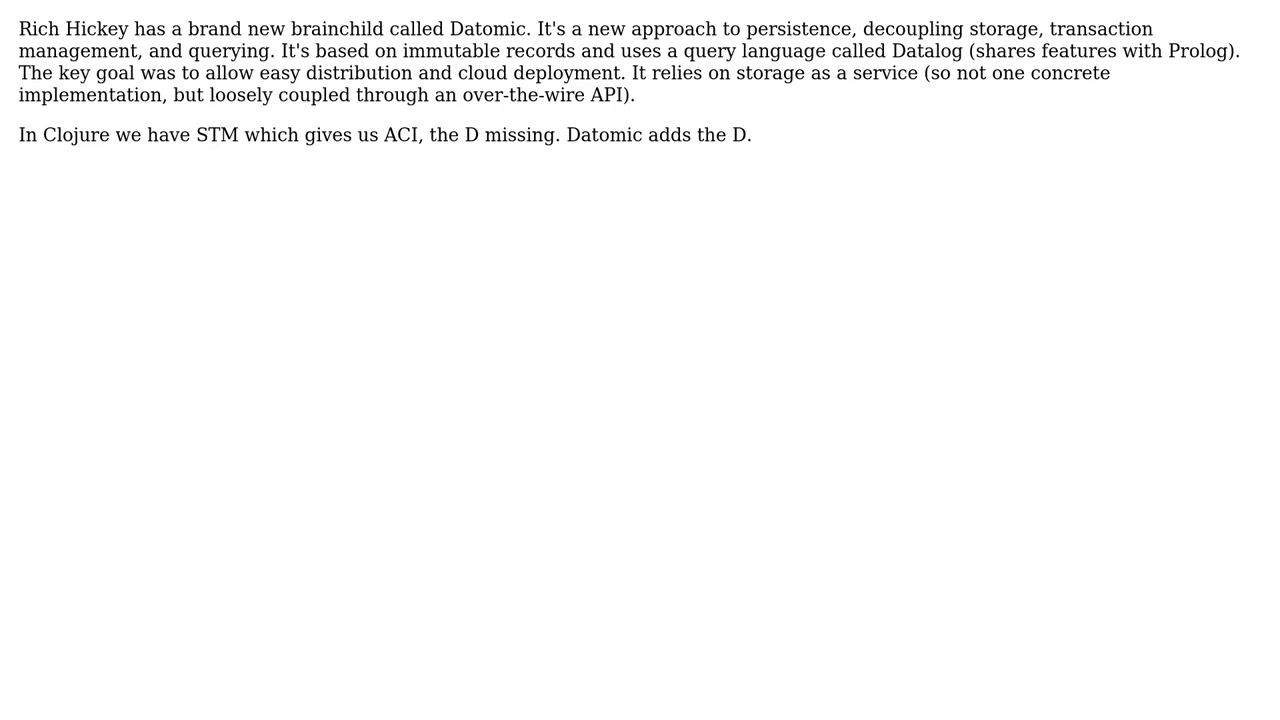 Rich Hickey has a brand new brainchild called Datomic. It's a new approach to persistence, decoupling storage, transaction
management, and querying. It's based on immutable records and uses a query language called Datalog (shares features with Prolog).
The key goal was to allow easy distribution and cloud deployment. It relies on storage as a service (so not one concrete
implementation, but loosely coupled through an over-the-wire API).
In Clojure we have STM which gives us ACI, the D missing. Datomic adds the D.